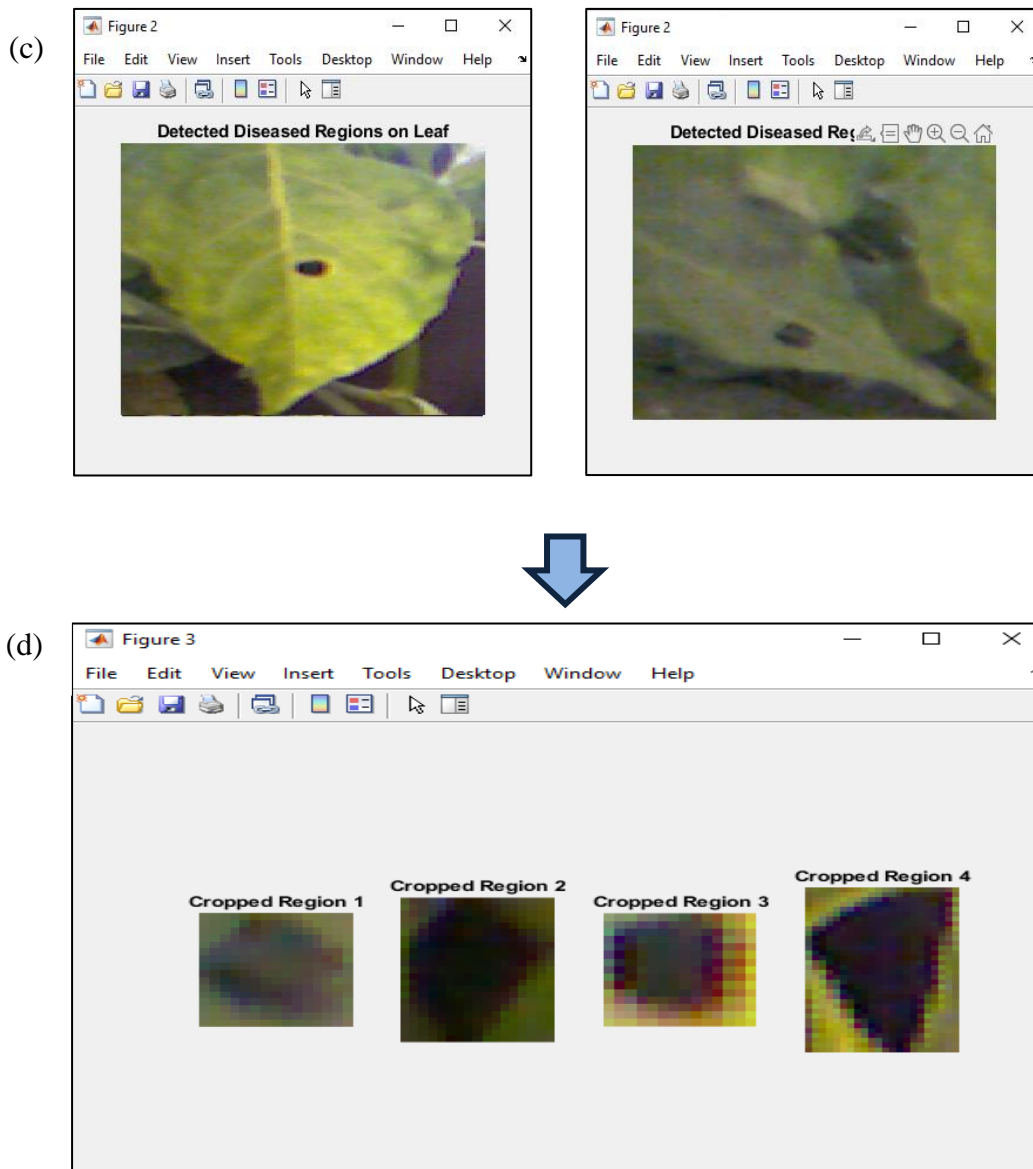 (c)
Figure 2
File Edit View Insert Tools Desktop Window Help
Detected Diseased Regions on Leaf
Figure 2
File Edit View Insert Tools Desktop Window Help
Detected Diseased Reg
(d)
Figure 3
File Edit View Insert Tools Desktop Window Help
Cropped Region 1
Cropped Region 2
Cropped Region 3
Cropped Region 4